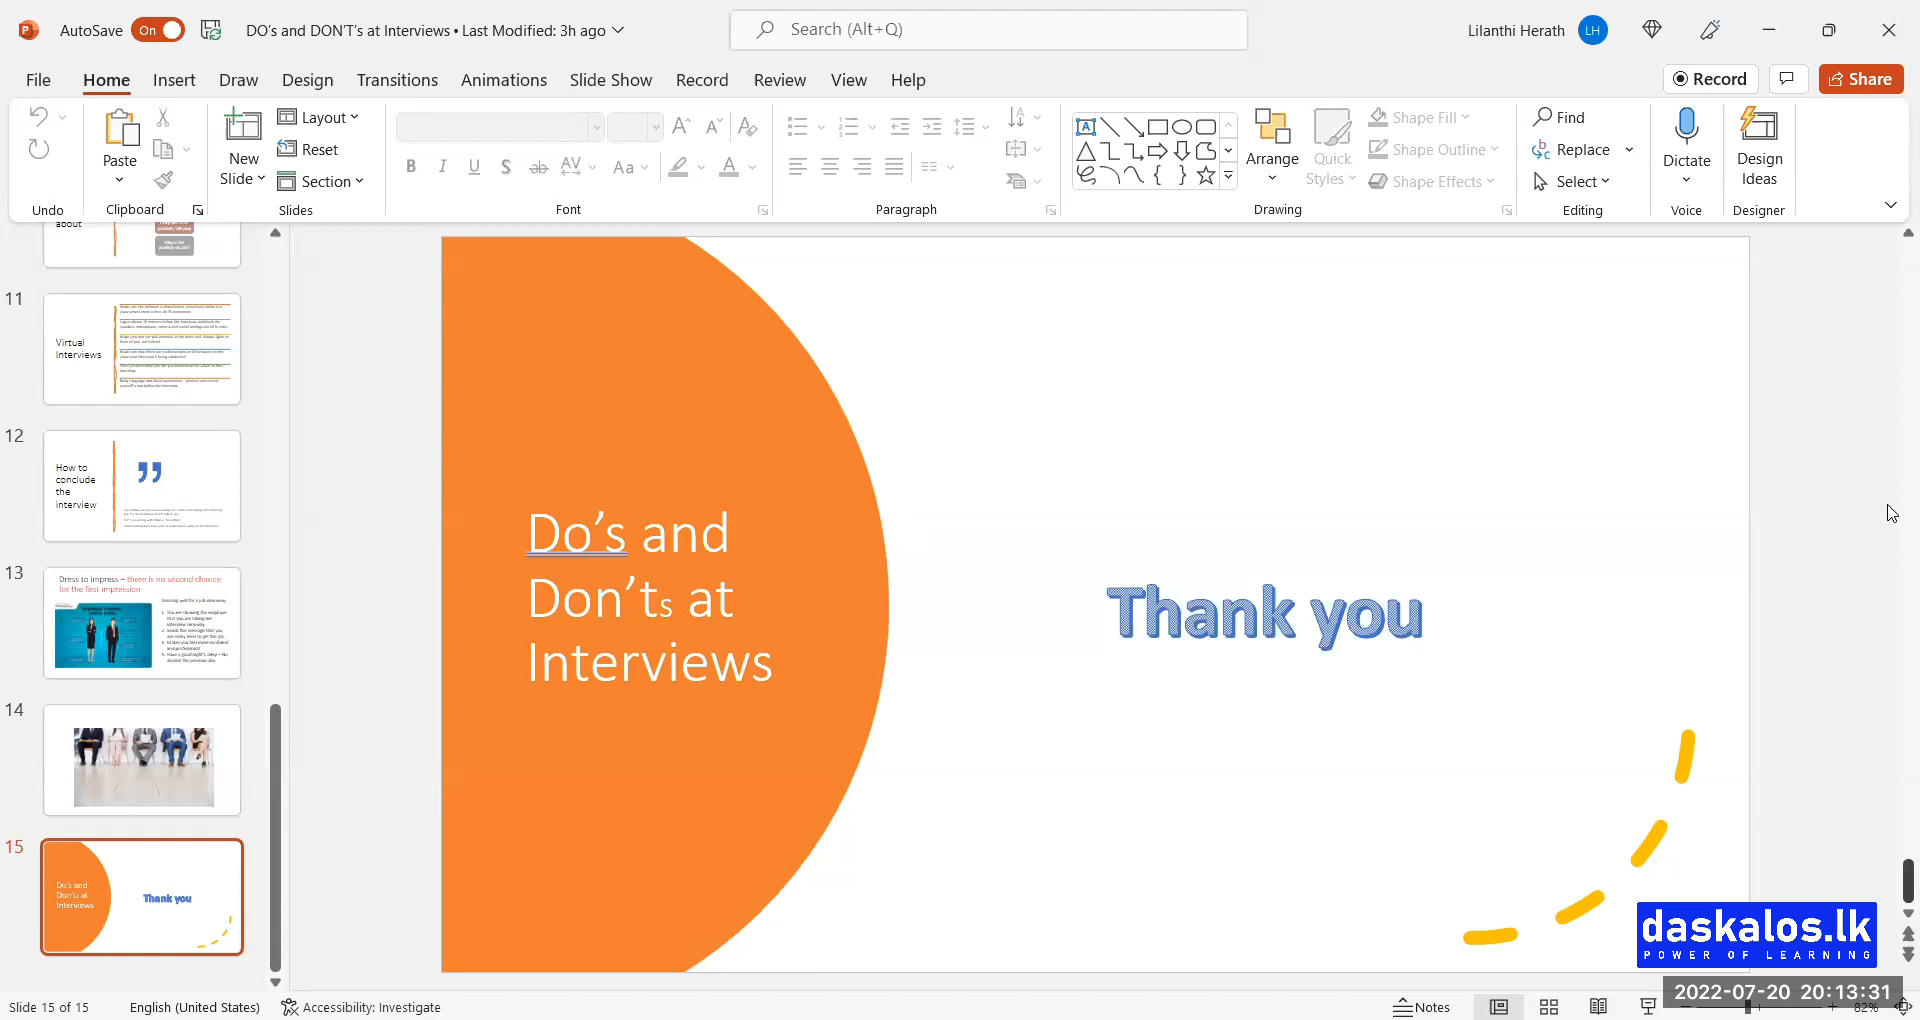 AutoSave On DO's and DON'T's at Interviews • Last Modified: 3h ago Search (Alt+Q) Lilanthi Herath LH
File Home Insert Draw Design Transitions Animations Slide Show Record Review View Help Record Share
Paste
New Slide
Layout
Reset
Section
B I U S ab AV Aa A
Arrange
Quick Styles
Shape Fill
Shape Outline
Shape Effects
Find
Replace
Select
Dictate
Design Ideas
Undo Clipboard Slides Font Paragraph Drawing Editing Voice Designer
about
11
Virtual
Interviews
12
How to
conclude
the
interview
13
Dress to impress – there is no second chance
for the first impression
14
15
Do's and
Don'ts at
Interviews
Thank you
Do's and
Don'ts at
Interviews
Thank you
daskalos.lk
POWER OF LEARNING
2022-07-20 20:13:31
Slide 15 of 15 English (United States) Accessibility: Investigate Notes 82%